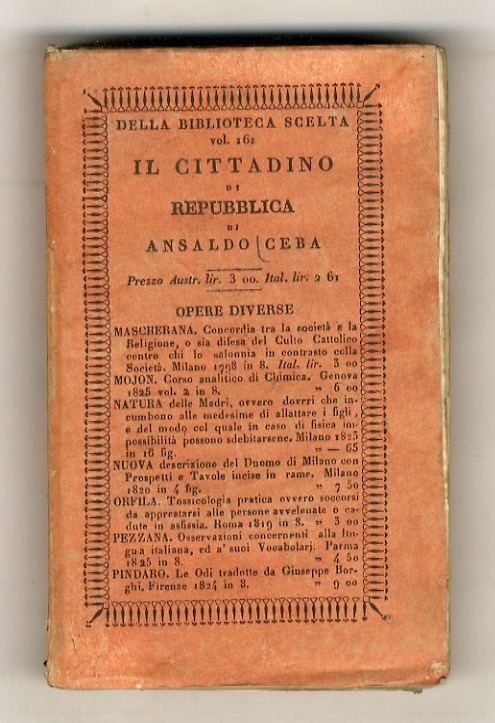 DELLA BIBLIOTECA SCELTA
vol. 161
IL CITTADINO
DI
REPUBBLICA
DI
ANSALDO CEBA
Prezzo Austr. lir. 3 00. Ital. lir. 2 61
OPERE DIVERSE
MASCHERANA. Concordia tra la società e la
Religione, o sia difesa del Culto Cattolico
contro chi lo calonnia in contrasto colla
Società. Milano 1798 in 8. Ital. lir. 3 00
MOJON. Corso analitico di Chimica. Genova
1825 vol. 2 in 8. " 6 00
NATURA delle Madri, ovvero doveri che in-
cumbono alle medesime di allattare i figli,
e del modo col quale in caso di fisica im-
possibilità possono sdebitarsene. Milano 1823
in 16 fig. " — 65
NUOVA descrizione del Duomo di Milano con
Prospetti e Tavole incise in rame. Milano
1820 in 4 fig. " 7 50
ORFILA. Tossicologia pratica ovvero soccorsi
da apprestarsi alle persone avvelenate o ca-
dute in asfissia. Roma 1819 in 8. " 3 00
PEZZANA. Osservazioni concernenti alla lin-
gua italiana, ed a' suoi Vocabolarj. Parma
1825 in 8. " 4 50
PINDARO. Le Odi tradotte da Giuseppe Bor-
ghi. Firenze 1824 in 8. " 9 00